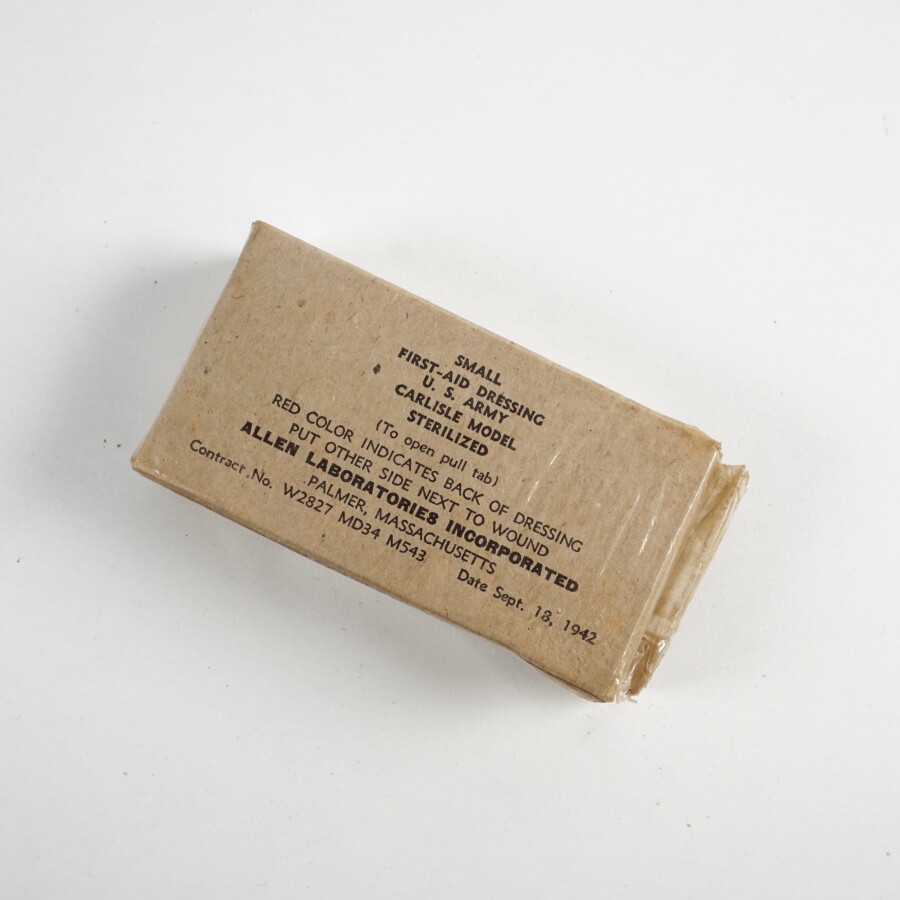 SMALL
FIRST-AID DRESSING
U. S. ARMY
CARLISLE MODEL
STERILIZED
(To open pull tab)
RED COLOR INDICATES BACK OF DRESSING
PUT OTHER SIDE NEXT TO WOUND
ALLEN LABORATORIES INCORPORATED
PALMER, MASSACHUSETTS
Contract No. W2827 MD34 M543 Date Sept. 18, 1942